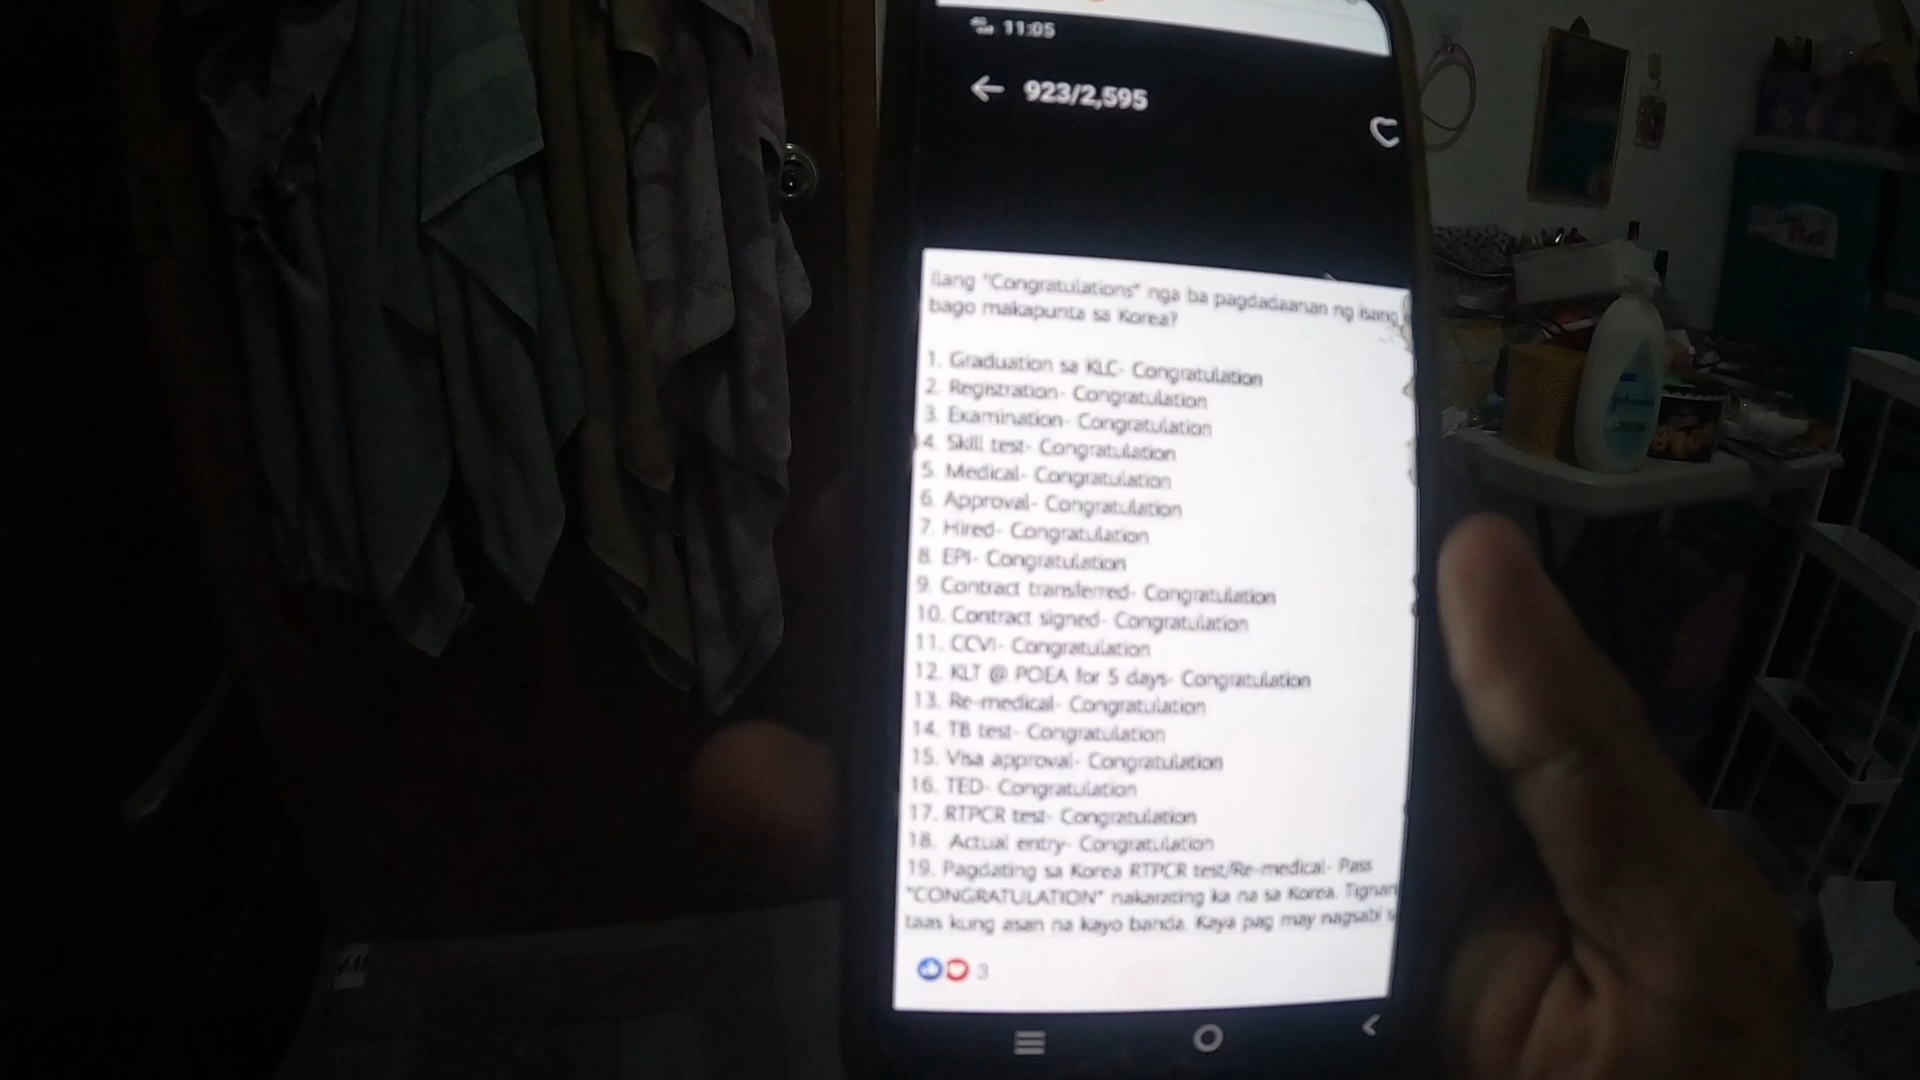 11:05
923/2,595
Ilang "Congratulations" nga ba pagdadaanan ng isang
bago makapunta sa Korea?
1. Graduation sa KLC- Congratulation
2. Registration- Congratulation
3. Examination- Congratulation
4. Skill test- Congratulation
5. Medical- Congratulation
6. Approval- Congratulation
7. Hired- Congratulation
8. EPI- Congratulation
9. Contract transferred- Congratulation
10. Contract signed- Congratulation
11. CCVI- Congratulation
12. KLT @ POEA for 5 days- Congratulation
13. Re-medical- Congratulation
14. TB test- Congratulation
15. Visa approval- Congratulation
16. TED- Congratulation
17. RTPCR test- Congratulation
18. Actual entry- Congratulation
19. Pagdating sa Korea RTPCR test/Re-medical- Pass
"CONGRATULATION" nakarating ka na sa Korea. Tignan
taas kung asan na kayo banda. Kaya pag may nagsabi
3